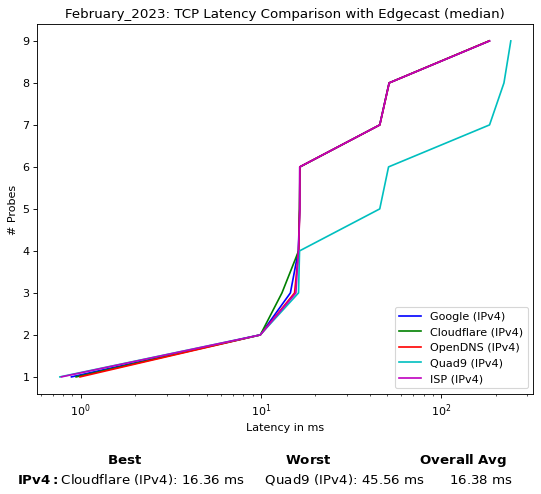 February_2023: TCP Latency Comparison with Edgecast (median)
# Probes
9
8
7
6
5
4
3
2
1
Google (IPv4)
Cloudflare (IPv4)
OpenDNS (IPv4)
Quad9 (IPv4)
ISP (IPv4)
10⁰ 10¹ 10²
Latency in ms
Best Worst Overall Avg
IPv4: Cloudflare (IPv4): 16.36 ms Quad9 (IPv4): 45.56 ms 16.38 ms